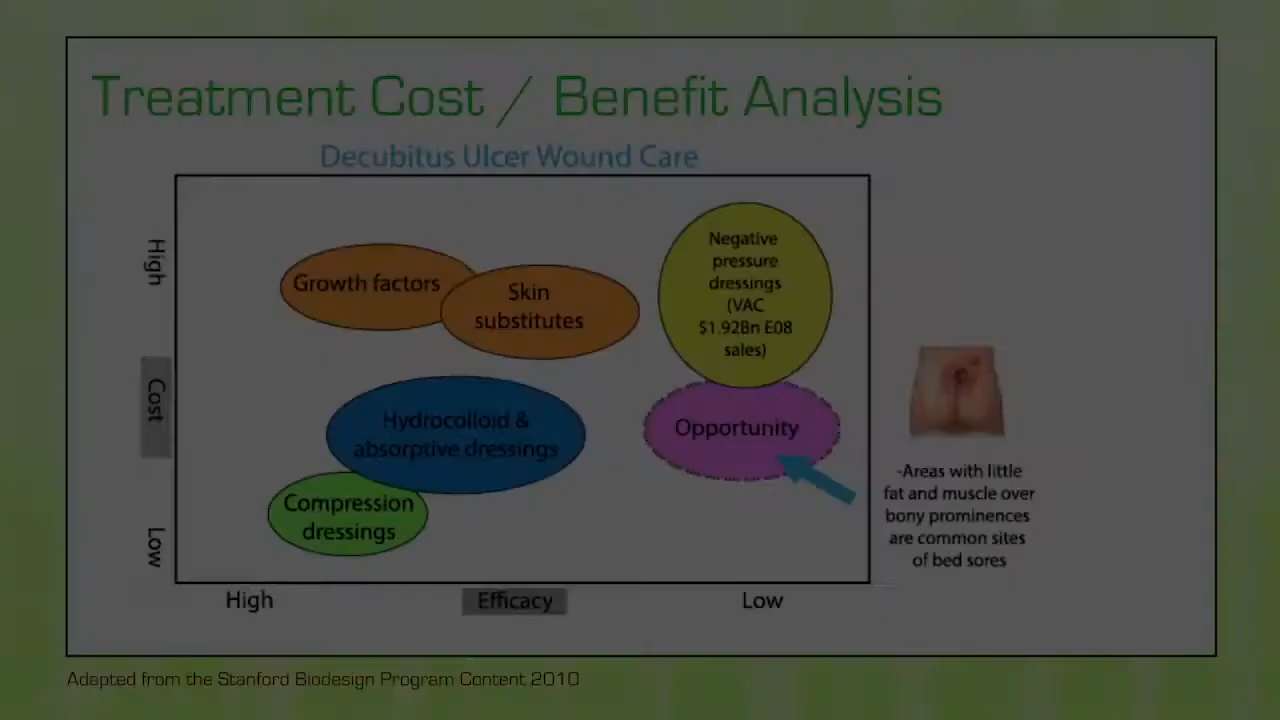 Treatment Cost / Benefit Analysis
Decubitus Ulcer Wound Care
High
Cost
Low
Growth factors
Skin
substitutes
Negative
pressure
dressings
(VAC
$1.92Bn E08
sales)
Hydrocolloid &
absorptive dressings
Opportunity
Compression
dressings
High
Efficacy
Low
-Areas with little
fat and muscle over
bony prominences
are common sites
of bed sores
Adapted from the Stanford Biodesign Program Content 2010